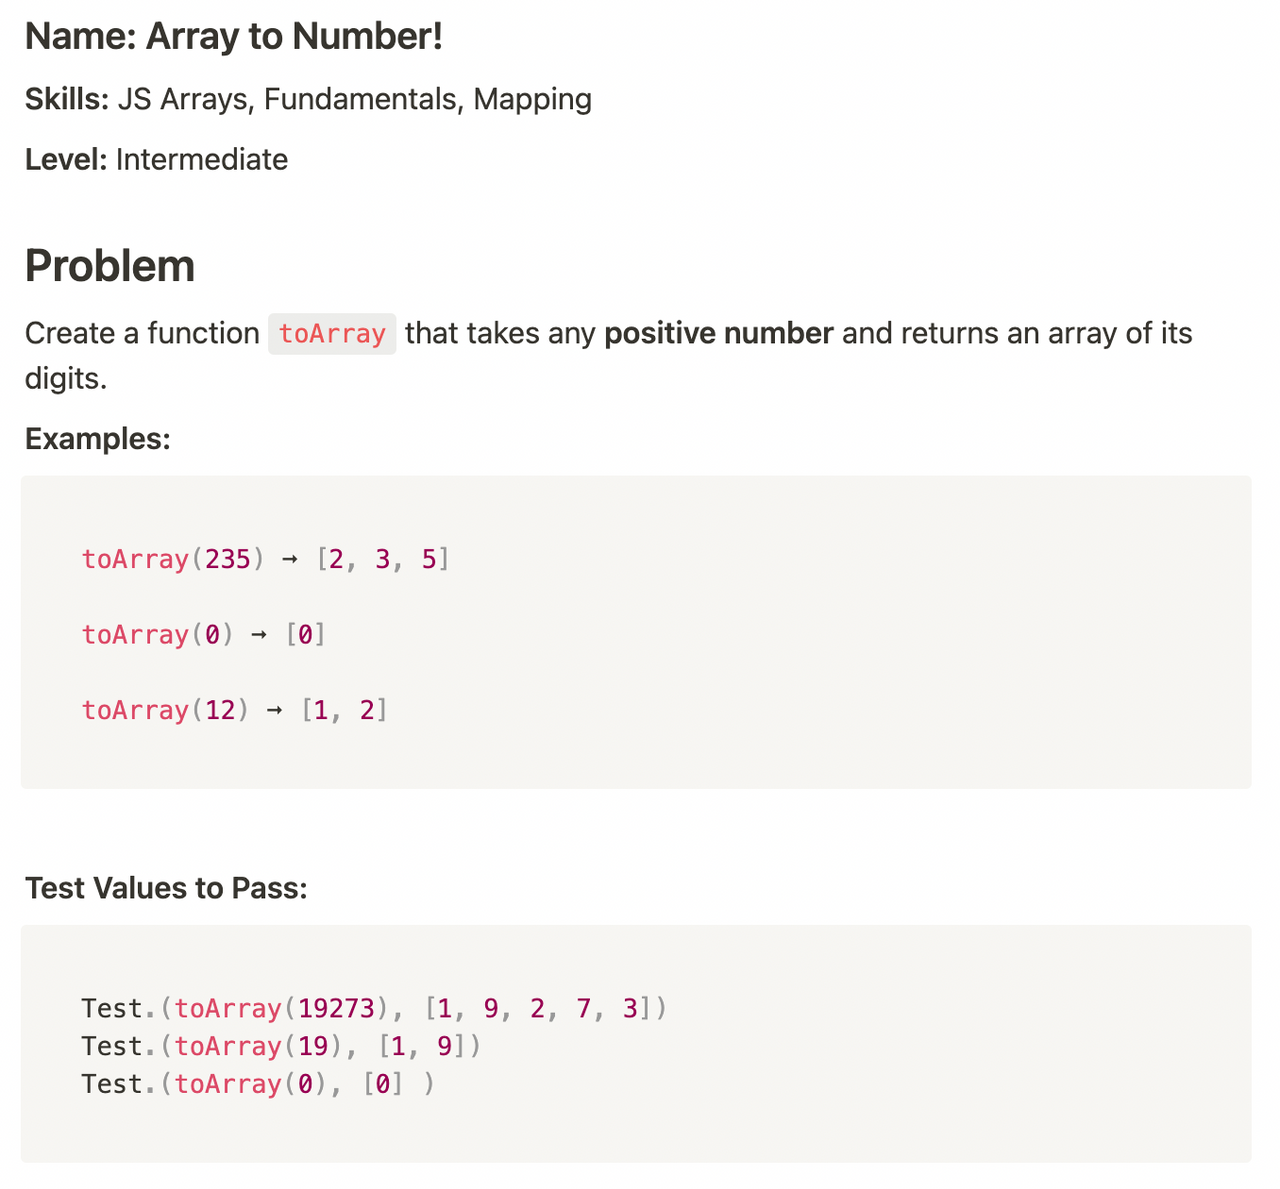 Name: Array to Number!
Skills: JS Arrays, Fundamentals, Mapping
Level: Intermediate
Problem
Create a function toArray that takes any positive number and returns an array of its
digits.
Examples:
toArray(235) → [2, 3, 5]
toArray(0) → [0]
toArray(12) → [1, 2]
Test Values to Pass:
Test.(toArray(19273), [1, 9, 2, 7, 3])
Test.(toArray(19), [1, 9])
Test.(toArray(0), [0] )